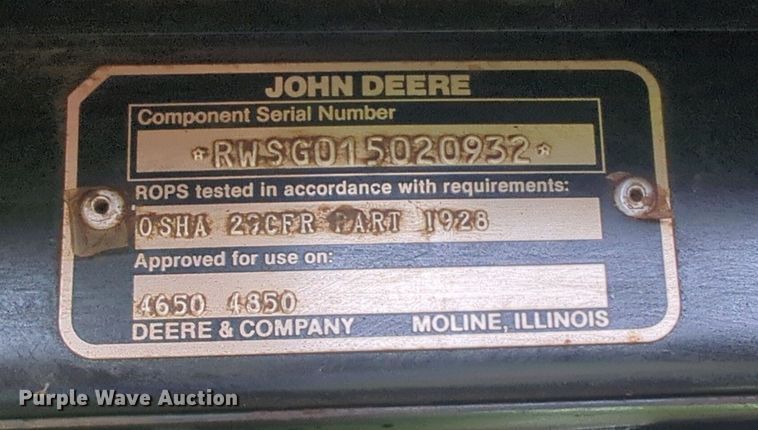 JOHN DEERE
Component Serial Number
*RWSG015020932*
ROPS tested in accordance with requirements:
OSHA 29CFR PART 1928
Approved for use on:
4650 4850
DEERE & COMPANY MOLINE, ILLINOIS
Purple Wave Auction